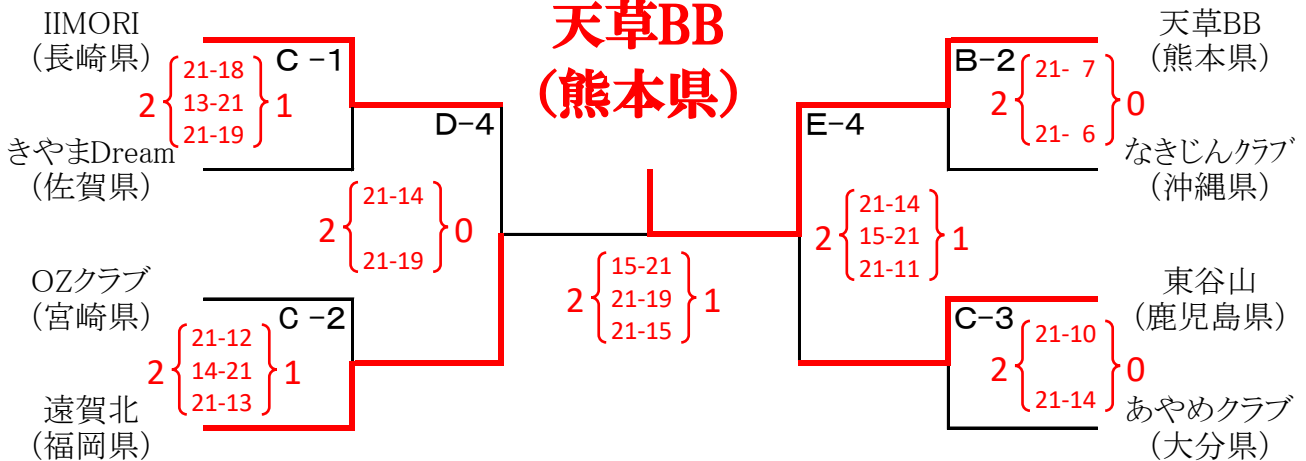 天草BB
(熊本県)
IIMORI
(長崎県)
C-1
21-18
2 13-21 1
21-19
きやまDream
(佐賀県)
D-4
21-14
2 0
21-19
OZクラブ
(宮崎県)
C-2
21-12
2 14-21 1
21-13
遠賀北
(福岡県)
15-21
2 21-19 1
21-15
天草BB
(熊本県)
B-2
21- 7
2 0
21- 6
なきじんクラブ
(沖縄県)
E-4
21-14
2 15-21 1
21-11
東谷山
(鹿児島県)
C-3
21-10
2 0
21-14
あやめクラブ
(大分県)